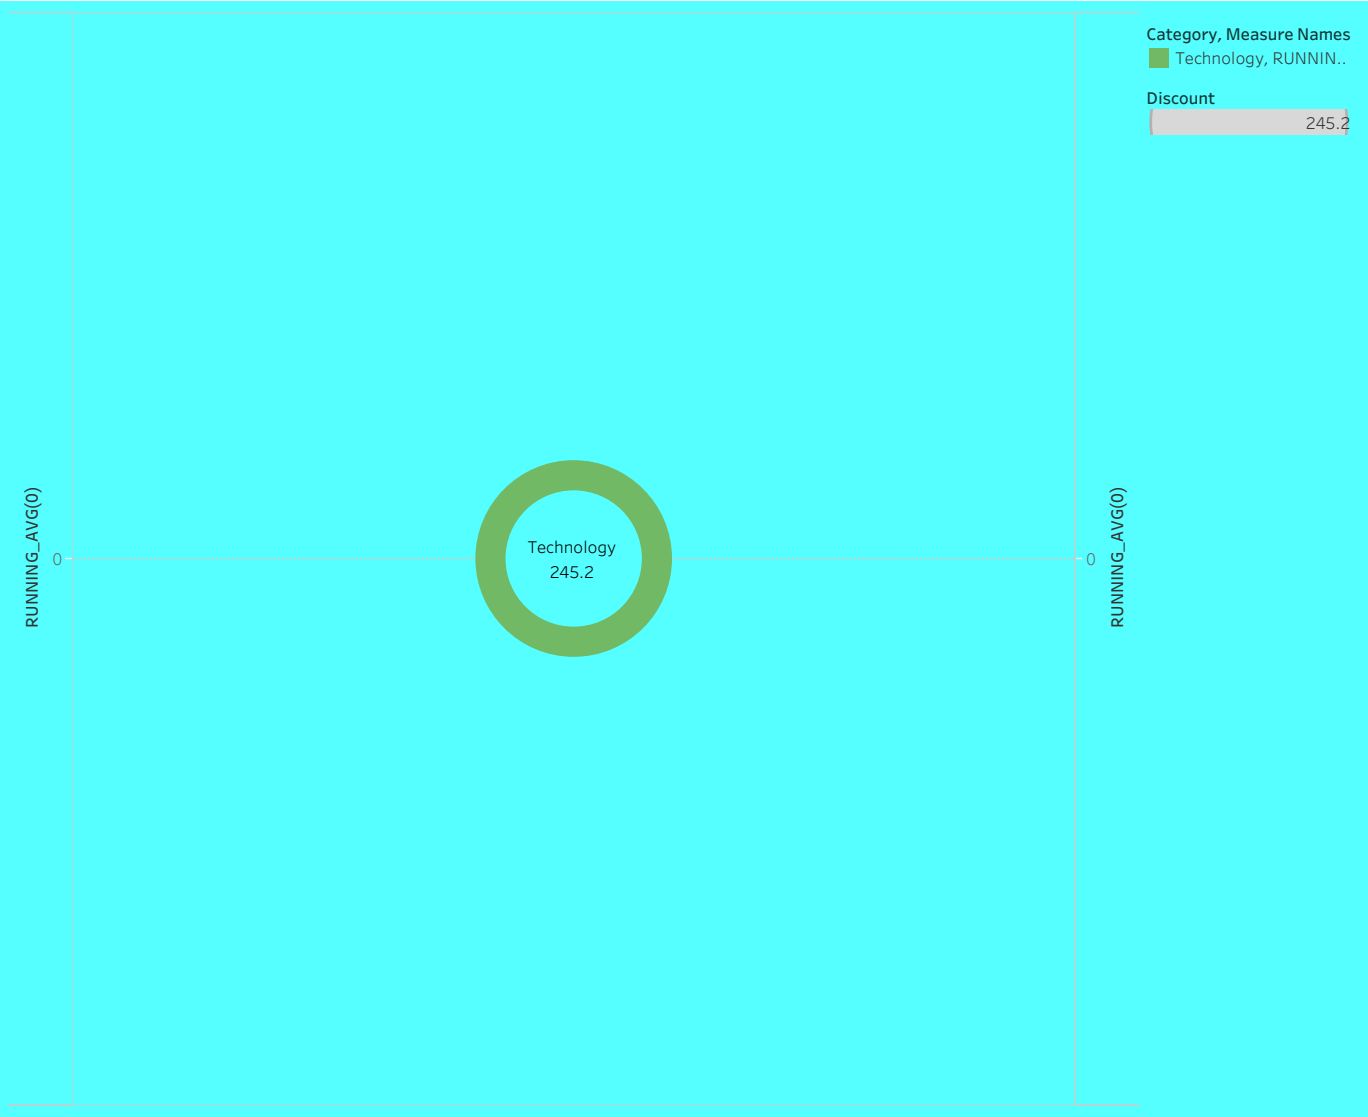 Category, Measure Names
Technology, RUNNIN..
Discount
245.2
RUNNING_AVG(0)
0
Technology
245.2
0
RUNNING_AVG(0)